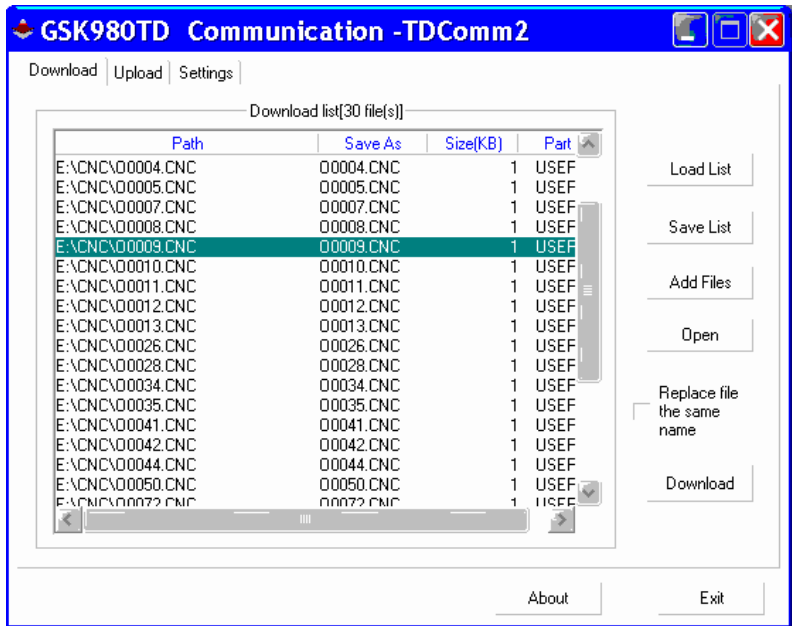 GSK980TD Communication -TDComm2
Download Upload Settings
Download list[30 file(s)]
Path Save As Size(KB) Part
E:\CNC\O0004.CNC O0004.CNC 1 USEF
E:\CNC\O0005.CNC O0005.CNC 1 USEF
E:\CNC\O0007.CNC O0007.CNC 1 USEF
E:\CNC\O0008.CNC O0008.CNC 1 USEF
E:\CNC\O0009.CNC O0009.CNC 1 USEF
E:\CNC\O0010.CNC O0010.CNC 1 USEF
E:\CNC\O0011.CNC O0011.CNC 1 USEF
E:\CNC\O0012.CNC O0012.CNC 1 USEF
E:\CNC\O0013.CNC O0013.CNC 1 USEF
E:\CNC\O0026.CNC O0026.CNC 1 USEF
E:\CNC\O0028.CNC O0028.CNC 1 USEF
E:\CNC\O0034.CNC O0034.CNC 1 USEF
E:\CNC\O0035.CNC O0035.CNC 1 USEF
E:\CNC\O0041.CNC O0041.CNC 1 USEF
E:\CNC\O0042.CNC O0042.CNC 1 USEF
E:\CNC\O0044.CNC O0044.CNC 1 USEF
E:\CNC\O0050.CNC O0050.CNC 1 USEF
E:\CNC\O0072.CNC O0072.CNC 1 USEF
Load List
Save List
Add Files
Open
Replace file
the same
name
Download
About
Exit